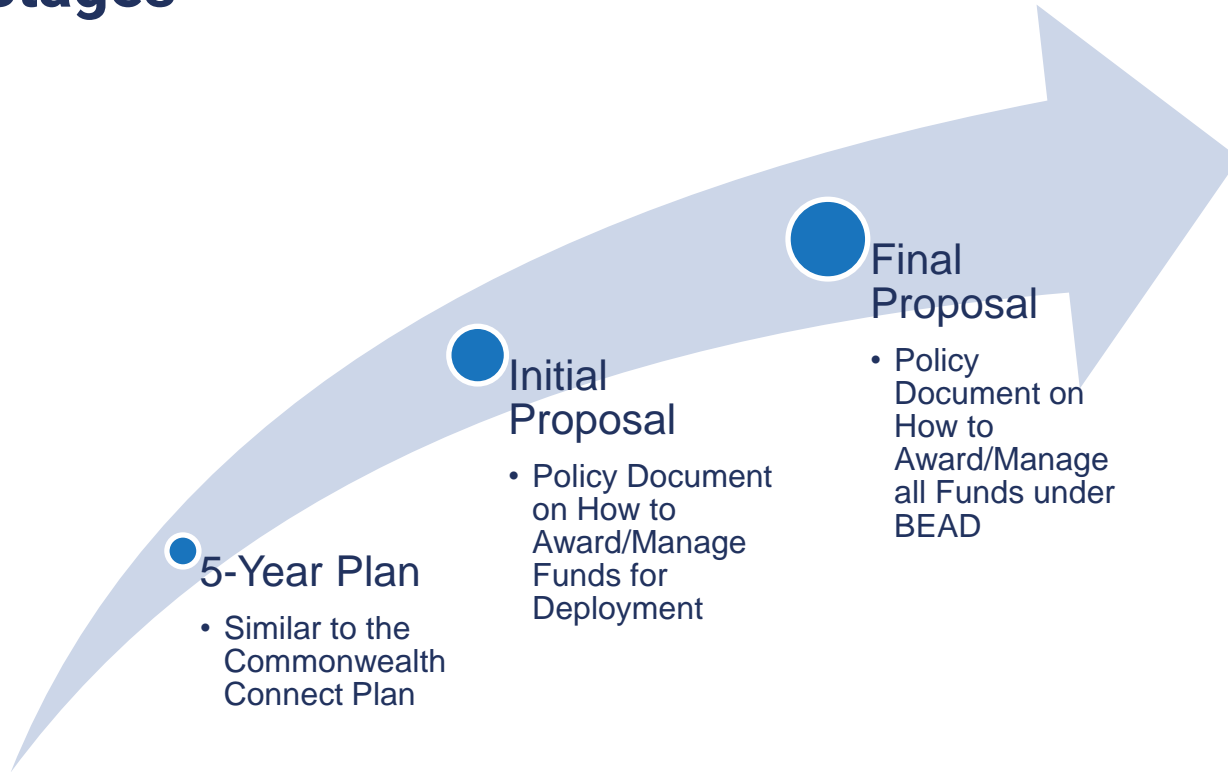 Stages
5-Year Plan
• Similar to the
Commonwealth
Connect Plan
Initial
Proposal
• Policy Document
on How to
Award/Manage
Funds for
Deployment
Final
Proposal
• Policy
Document on
How to
Award/Manage
all Funds under
BEAD